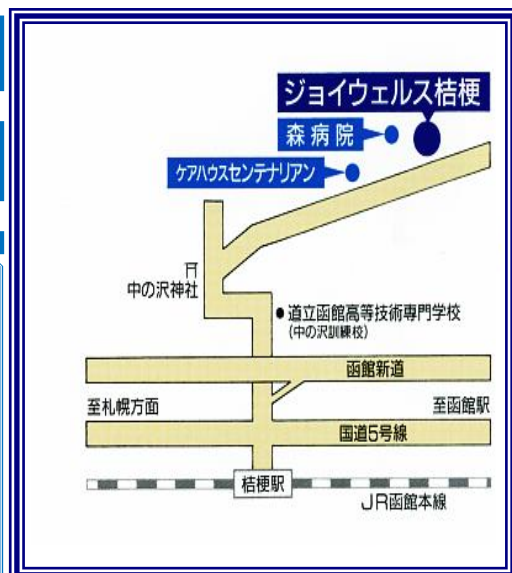 ジョイウェルス桔梗
森病院
ケアハウスセンテナリアン
中の沢神社
道立函館高等技術専門学校
(中の沢訓練校)
函館新道
至札幌方面
至函館駅
国道5号線
桔梗駅
JR函館本線